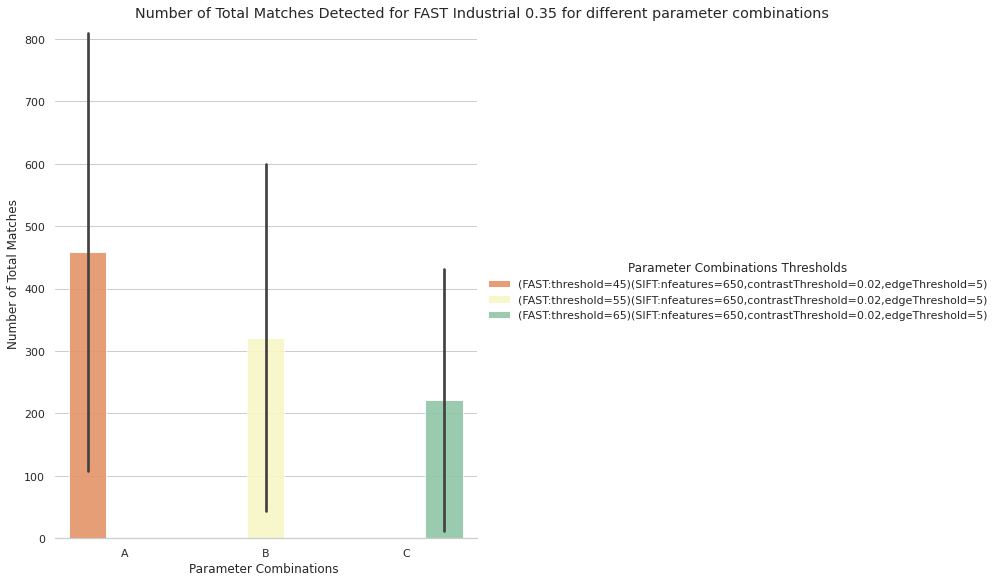 Number of Total Matches Detected for FAST Industrial 0.35 for different parameter combinations
800
700
600
500
400
300
200
100
0
Number of Total Matches
A
B
C
Parameter Combinations
Parameter Combinations Thresholds
(FAST:threshold=45)(SIFT:nfeatures=650,contrastThreshold=0.02,edgeThreshold=5)
(FAST:threshold=55)(SIFT:nfeatures=650,contrastThreshold=0.02,edgeThreshold=5)
(FAST:threshold=65)(SIFT:nfeatures=650,contrastThreshold=0.02,edgeThreshold=5)